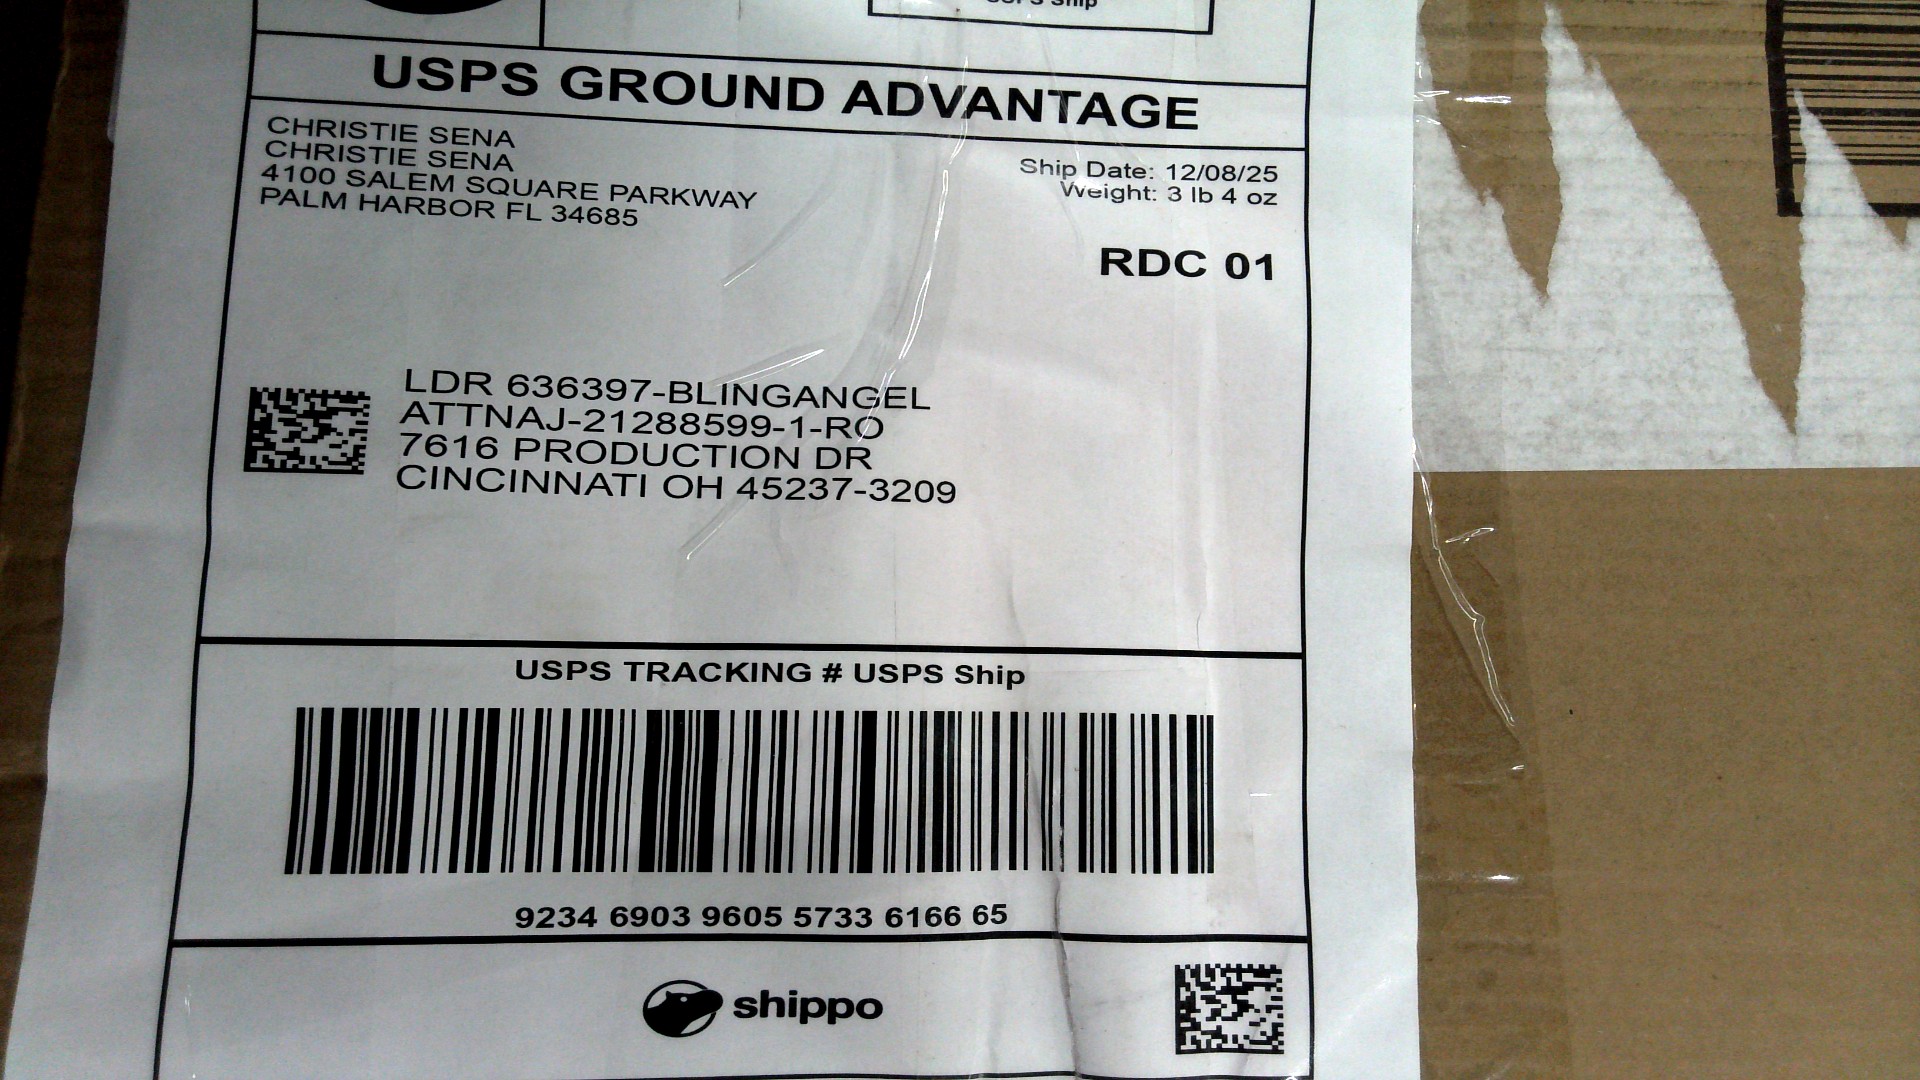 USPS Ship
USPS GROUND ADVANTAGE
CHRISTIE SENA
CHRISTIE SENA
4100 SALEM SQUARE PARKWAY
PALM HARBOR FL 34685
Ship Date: 12/08/25
Weight: 3 lb 4 oz
RDC 01
LDR 636397-BLINGANGEL
ATTNAJ-21288599-1-RO
7616 PRODUCTION DR
CINCINNATI OH 45237-3209
USPS TRACKING # USPS Ship
9234 6903 9605 5733 6166 65
shippo